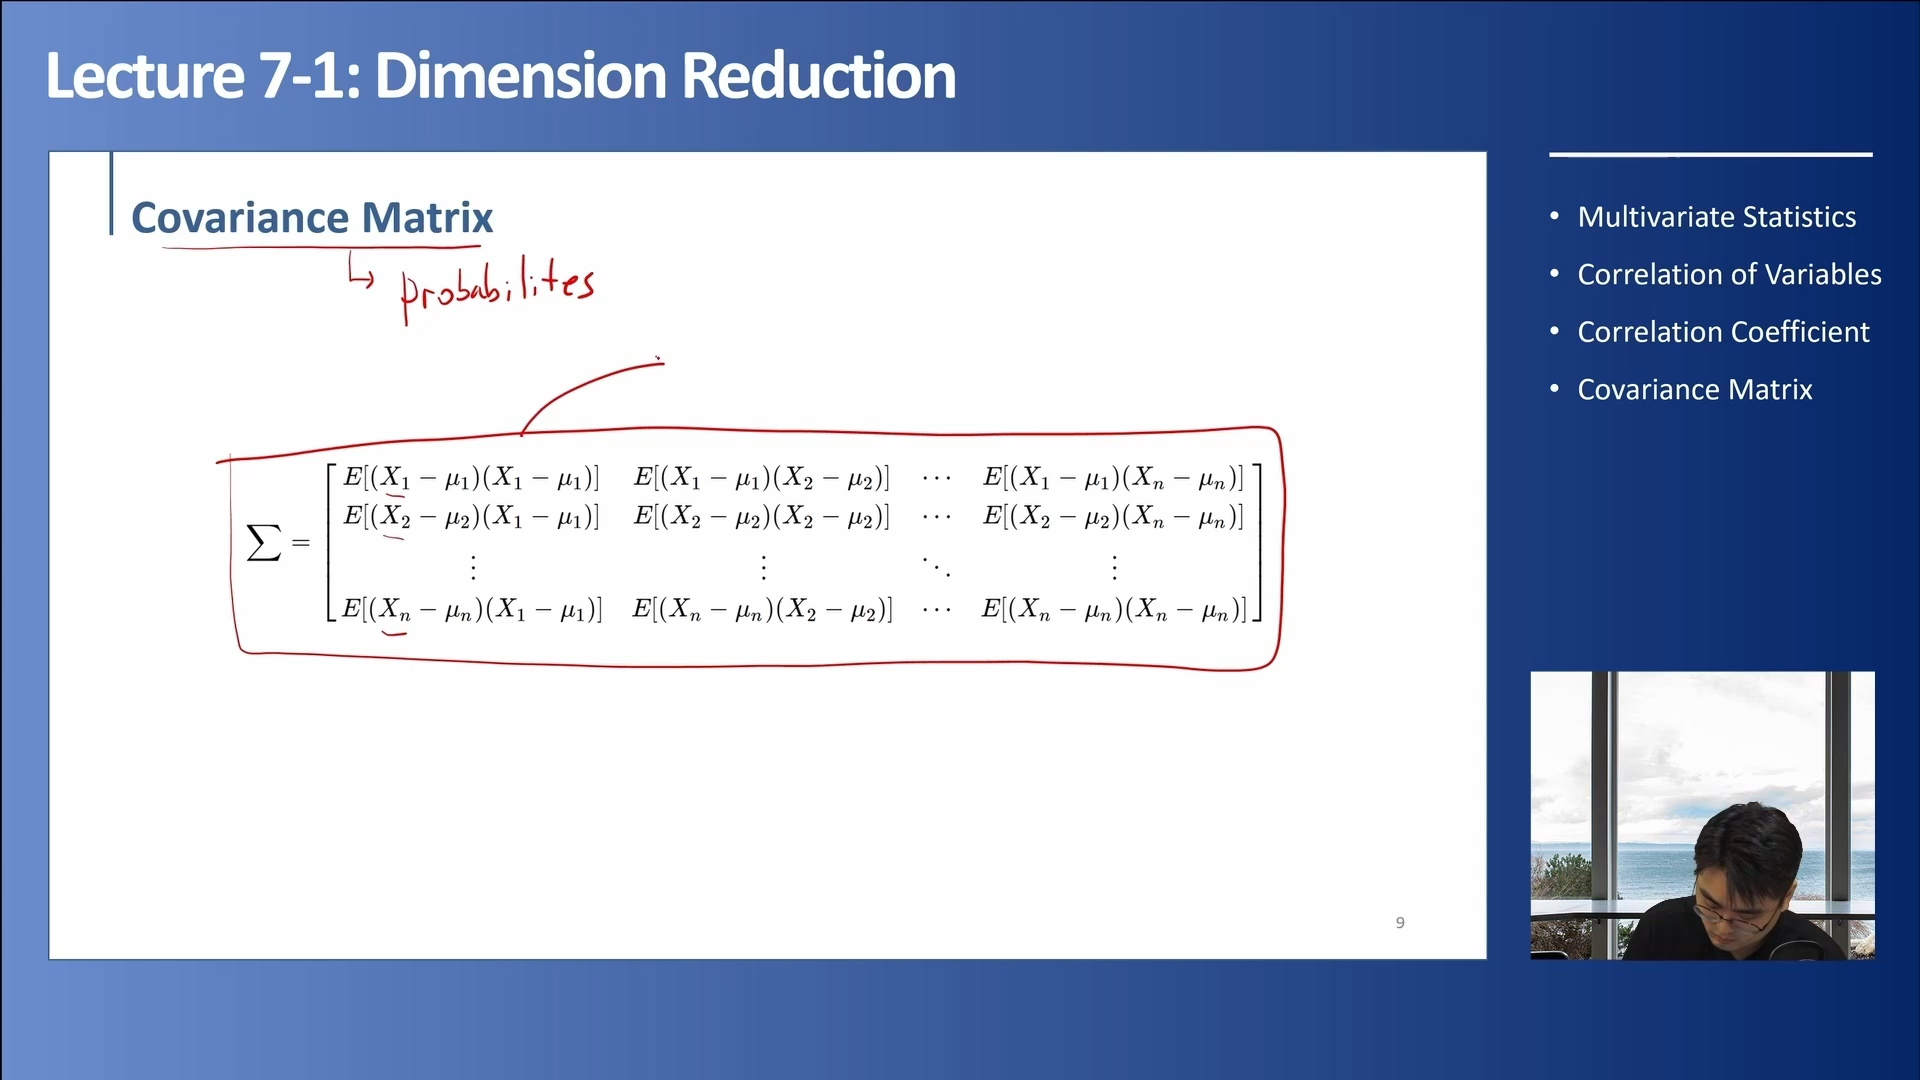 Lecture 7-1: Dimension Reduction
Covariance Matrix
probabilites
∑ = [ E[(X₁ − μ₁)(X₁ − μ₁)] E[(X₁ − μ₁)(X₂ − μ₂)] ⋯ E[(X₁ − μ₁)(Xₙ − μₙ)]
E[(X₂ − μ₂)(X₁ − μ₁)] E[(X₂ − μ₂)(X₂ − μ₂)] ⋯ E[(X₂ − μ₂)(Xₙ − μₙ)]
⋮ ⋮ ⋱ ⋮
E[(Xₙ − μₙ)(X₁ − μ₁)] E[(Xₙ − μₙ)(X₂ − μ₂)] ⋯ E[(Xₙ − μₙ)(Xₙ − μₙ)] ]
9
• Multivariate Statistics
• Correlation of Variables
• Correlation Coefficient
• Covariance Matrix